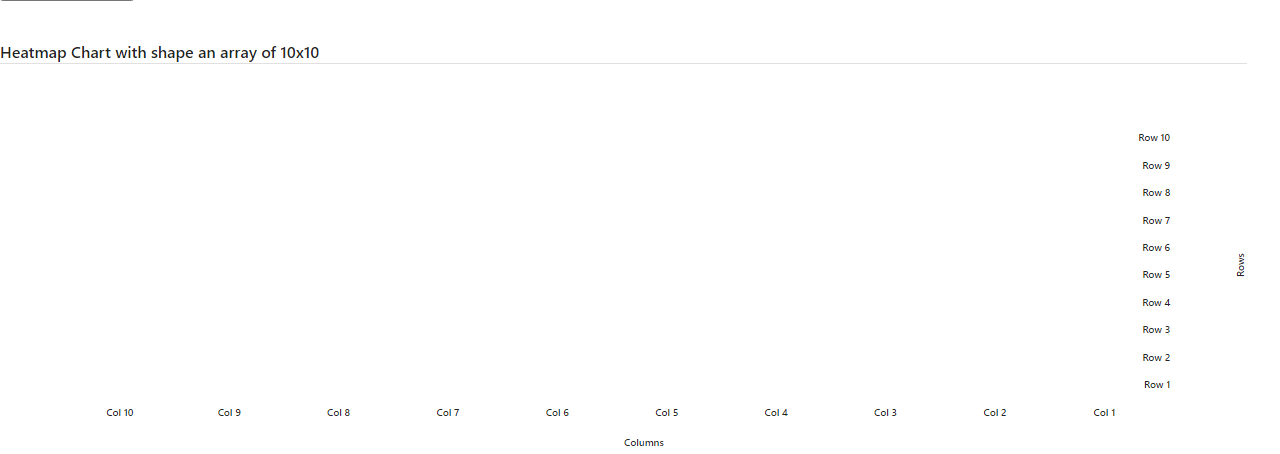 Heatmap Chart with shape an array of 10x10
Row 10
Row 9
Row 8
Row 7
Row 6
Row 5
Row 4
Row 3
Row 2
Row 1
Rows
Col 10 Col 9 Col 8 Col 7 Col 6 Col 5 Col 4 Col 3 Col 2 Col 1
Columns